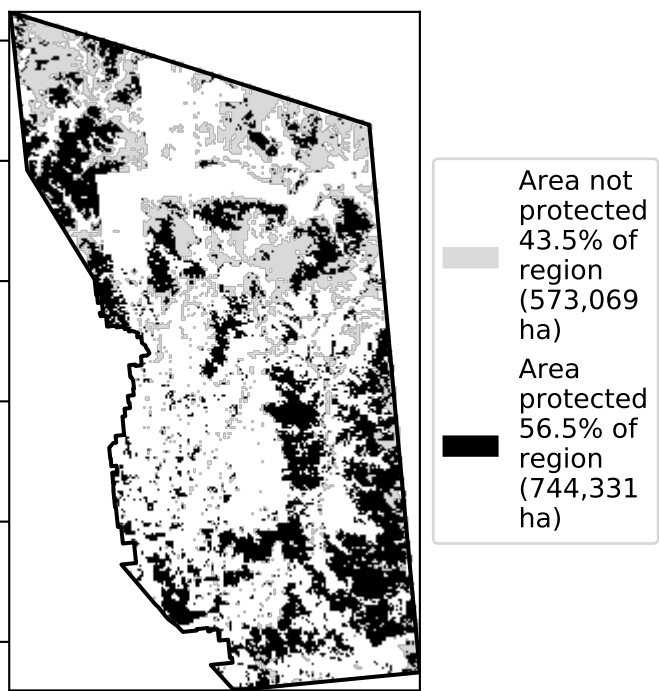 Area not
protected
43.5% of
region
(573,069
ha)
Area
protected
56.5% of
region
(744,331
ha)